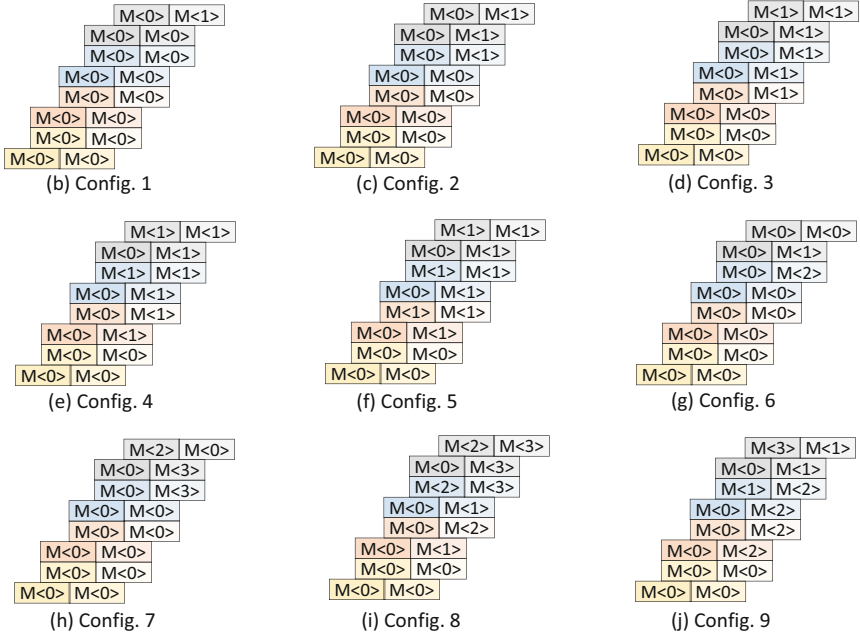 M<0> M<1>
M<0> M<0>
M<0> M<0>
M<0> M<0>
M<0> M<0>
M<0> M<0>
M<0> M<0>
M<0> M<0>
(b) Config. 1
M<0> M<1>
M<0> M<1>
M<0> M<1>
M<0> M<0>
M<0> M<0>
M<0> M<0>
M<0> M<0>
M<0> M<0>
(c) Config. 2
M<1> M<1>
M<0> M<1>
M<0> M<1>
M<0> M<1>
M<0> M<1>
M<0> M<0>
M<0> M<0>
M<0> M<0>
(d) Config. 3
M<1> M<1>
M<0> M<1>
M<1> M<1>
M<0> M<1>
M<0> M<1>
M<0> M<1>
M<0> M<0>
M<0> M<0>
(e) Config. 4
M<1> M<1>
M<0> M<1>
M<1> M<1>
M<0> M<1>
M<1> M<1>
M<0> M<1>
M<0> M<0>
M<0> M<0>
(f) Config. 5
M<0> M<0>
M<0> M<1>
M<0> M<2>
M<0> M<0>
M<0> M<0>
M<0> M<0>
M<0> M<0>
M<0> M<0>
(g) Config. 6
M<2> M<0>
M<0> M<3>
M<0> M<3>
M<0> M<0>
M<0> M<0>
M<0> M<0>
M<0> M<0>
M<0> M<0>
(h) Config. 7
M<2> M<3>
M<0> M<3>
M<2> M<3>
M<0> M<1>
M<0> M<2>
M<0> M<1>
M<0> M<0>
M<0> M<0>
(i) Config. 8
M<3> M<1>
M<0> M<1>
M<1> M<2>
M<0> M<2>
M<0> M<2>
M<0> M<2>
M<0> M<0>
M<0> M<0>
(j) Config. 9